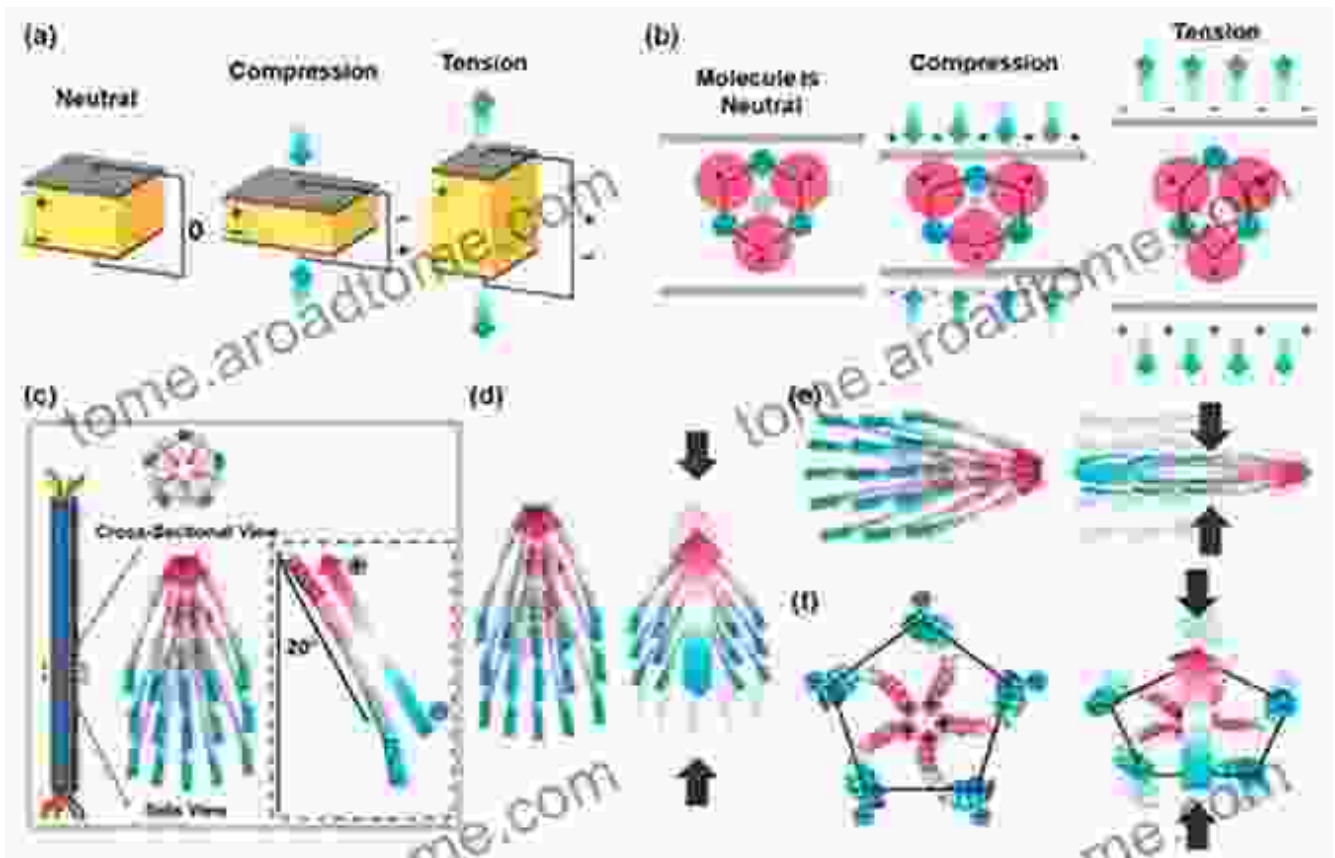 (a)
Neutral
Compression
Tension
0
(b)
Molecule is
Neutral
Compression
Tension
(c)
Cross-Sectional View
20°
Side View
(d)
(e)
(f)
tome.aroadtome.com
tome.aroadtome.com
me.com
me.com